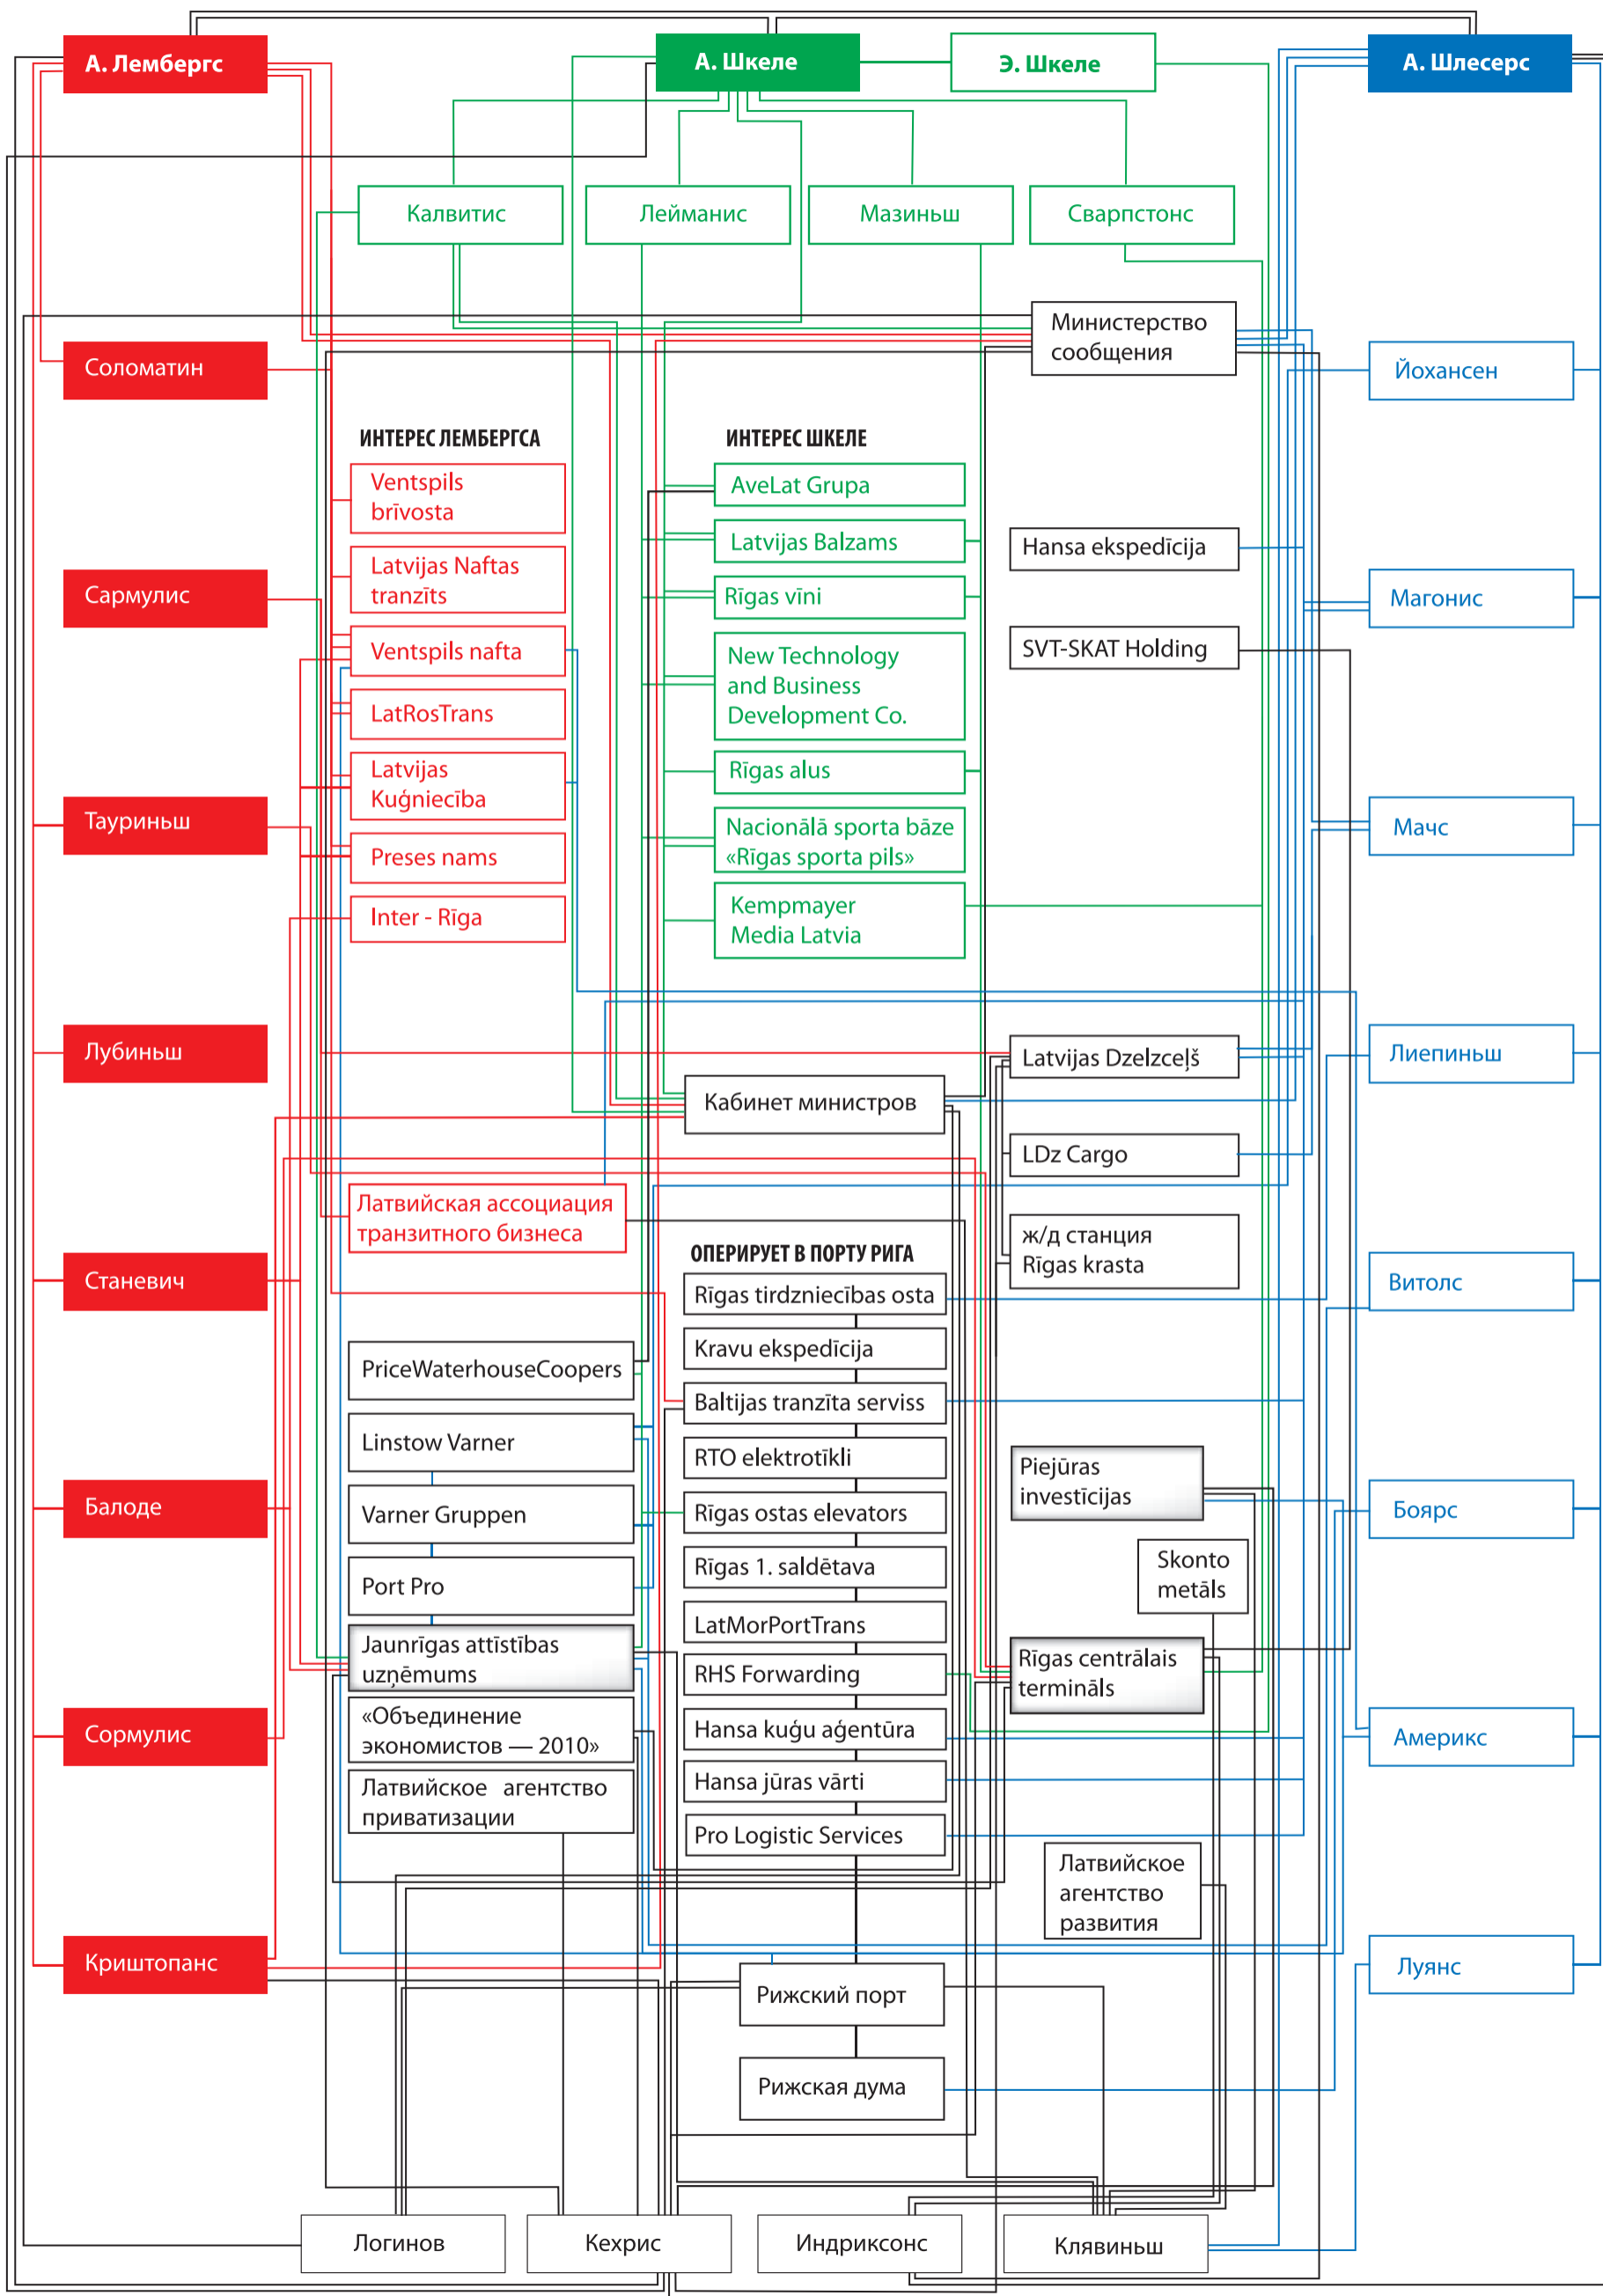 А. Лембергс
А. Шкеле
Э. Шкеле
А. Шлесерс
Калвитис
Лейманис
Мазиньш
Сварпстонс
Министерство
сообщения
Соломатин
Йохансен
ИНТЕРЕС ЛЕМБЕРГСА
ИНТЕРЕС ШКЕЛЕ
Ventspils
brīvosta
AveLat Grupa
Latvijas Balzams
Hansa ekspedīcija
Сармулис
Latvijas Naftas
tranzīts
Rīgas vīni
Магонис
Ventspils nafta
New Technology
and Business
Development Co.
SVT-SKAT Holding
LatRosTrans
Latvijas
Kuģniecība
Rīgas alus
Тауриньш
Preses nams
Nacionālā sporta bāze
«Rīgas sporta pils»
Мачс
Inter - Rīga
Kempmayer
Media Latvia
Лубиньш
Latvijas Dzelzceļš
Лиепиньш
Кабинет министров
LDz Cargo
Латвийская ассоциация
транзитного бизнеса
ж/д станция
Rīgas krasta
Станевич
ОПЕРИРУЕТ В ПОРТУ РИГА
Витолс
Rīgas tirdzniecības osta
Kravu ekspedīcija
PriceWaterhouseCoopers
Baltijas tranzīta serviss
Linstow Varner
RTO elektrotīkli
Piejūras
investīcijas
Балоде
Varner Gruppen
Rīgas ostas elevators
Боярс
Port Pro
Rīgas 1. saldētava
Skonto
metāls
LatMorPortTrans
Jaunrīgas attīstības
uzņēmums
RHS Forwarding
Rīgas centrālais
termināls
Сормулис
«Объединение
экономистов — 2010»
Hansa kuģu aģentūra
Америкс
Латвийское агентство
приватизации
Hansa jūras vārti
Pro Logistic Services
Латвийское
агентство
развития
Криштопанс
Рижский порт
Луянс
Рижская дума
Логинов
Кехрис
Индриксонс
Клявиньш